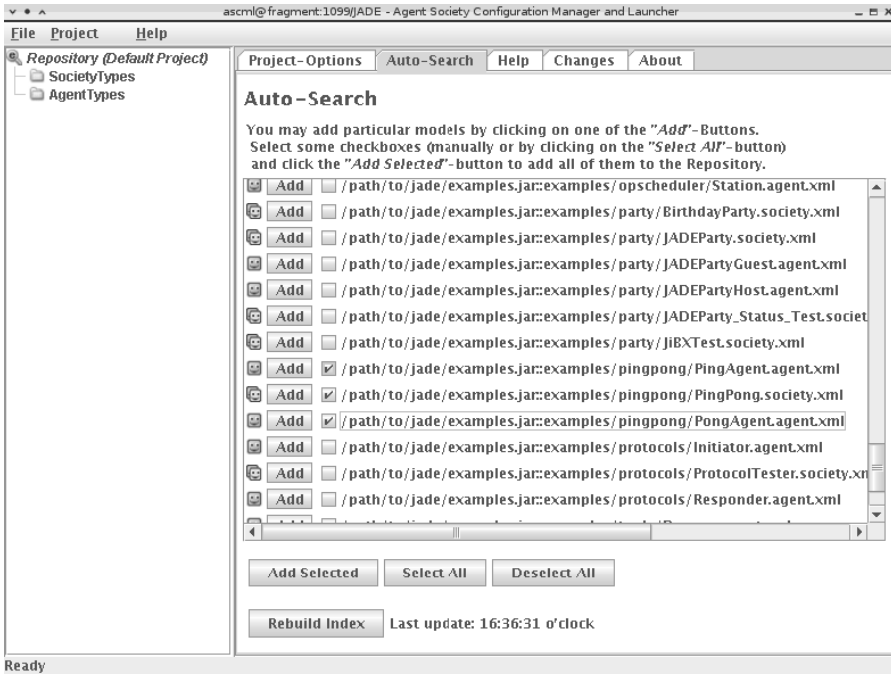 ascml@fragment:1099/JADE - Agent Society Configuration Manager and Launcher
File Project Help
Repository (Default Project)
SocietyTypes
AgentTypes
Project-Options Auto-Search Help Changes About
Auto-Search
You may add particular models by clicking on one of the "Add"-Buttons.
Select some checkboxes (manually or by clicking on the "Select All"-button)
and click the "Add Selected"-button to add all of them to the Repository.
Add /path/to/jade/examples.jar::examples/opscheduler/Station.agent.xml
Add /path/to/jade/examples.jar::examples/party/BirthdayParty.society.xml
Add /path/to/jade/examples.jar::examples/party/JADEParty.society.xml
Add /path/to/jade/examples.jar::examples/party/JADEPartyGuest.agent.xml
Add /path/to/jade/examples.jar::examples/party/JADEPartyHost.agent.xml
Add /path/to/jade/examples.jar::examples/party/JADEParty_Status_Test.societ
Add /path/to/jade/examples.jar::examples/party/JiBXTest.society.xml
Add /path/to/jade/examples.jar::examples/pingpong/PingAgent.agent.xml
Add /path/to/jade/examples.jar::examples/pingpong/PingPong.society.xml
Add /path/to/jade/examples.jar::examples/pingpong/PongAgent.agent.xml
Add /path/to/jade/examples.jar::examples/protocols/Initiator.agent.xml
Add /path/to/jade/examples.jar::examples/protocols/ProtocolTester.society.xm
Add /path/to/jade/examples.jar::examples/protocols/Responder.agent.xml
Add Selected Select All Deselect All
Rebuild Index Last update: 16:36:31 o'clock
Ready